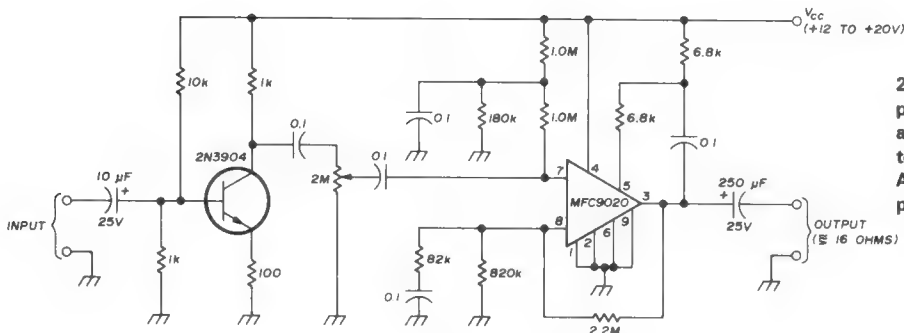 VCC
(+12 TO +20V)
1.0M
6.8k
10k
1k
0.1
180k
1.0M
6.8k
0.1
2N3904
0.1
0.1
2M
10 µF
+
25V
INPUT
7
4
5
MFC9020
3
8
1
2
6
9
250 µF
+
25V
OUTPUT
(≅ 16 OHMS)
1k
100
82k
820k
0.1
2.2M
2
p
a
t
A
p